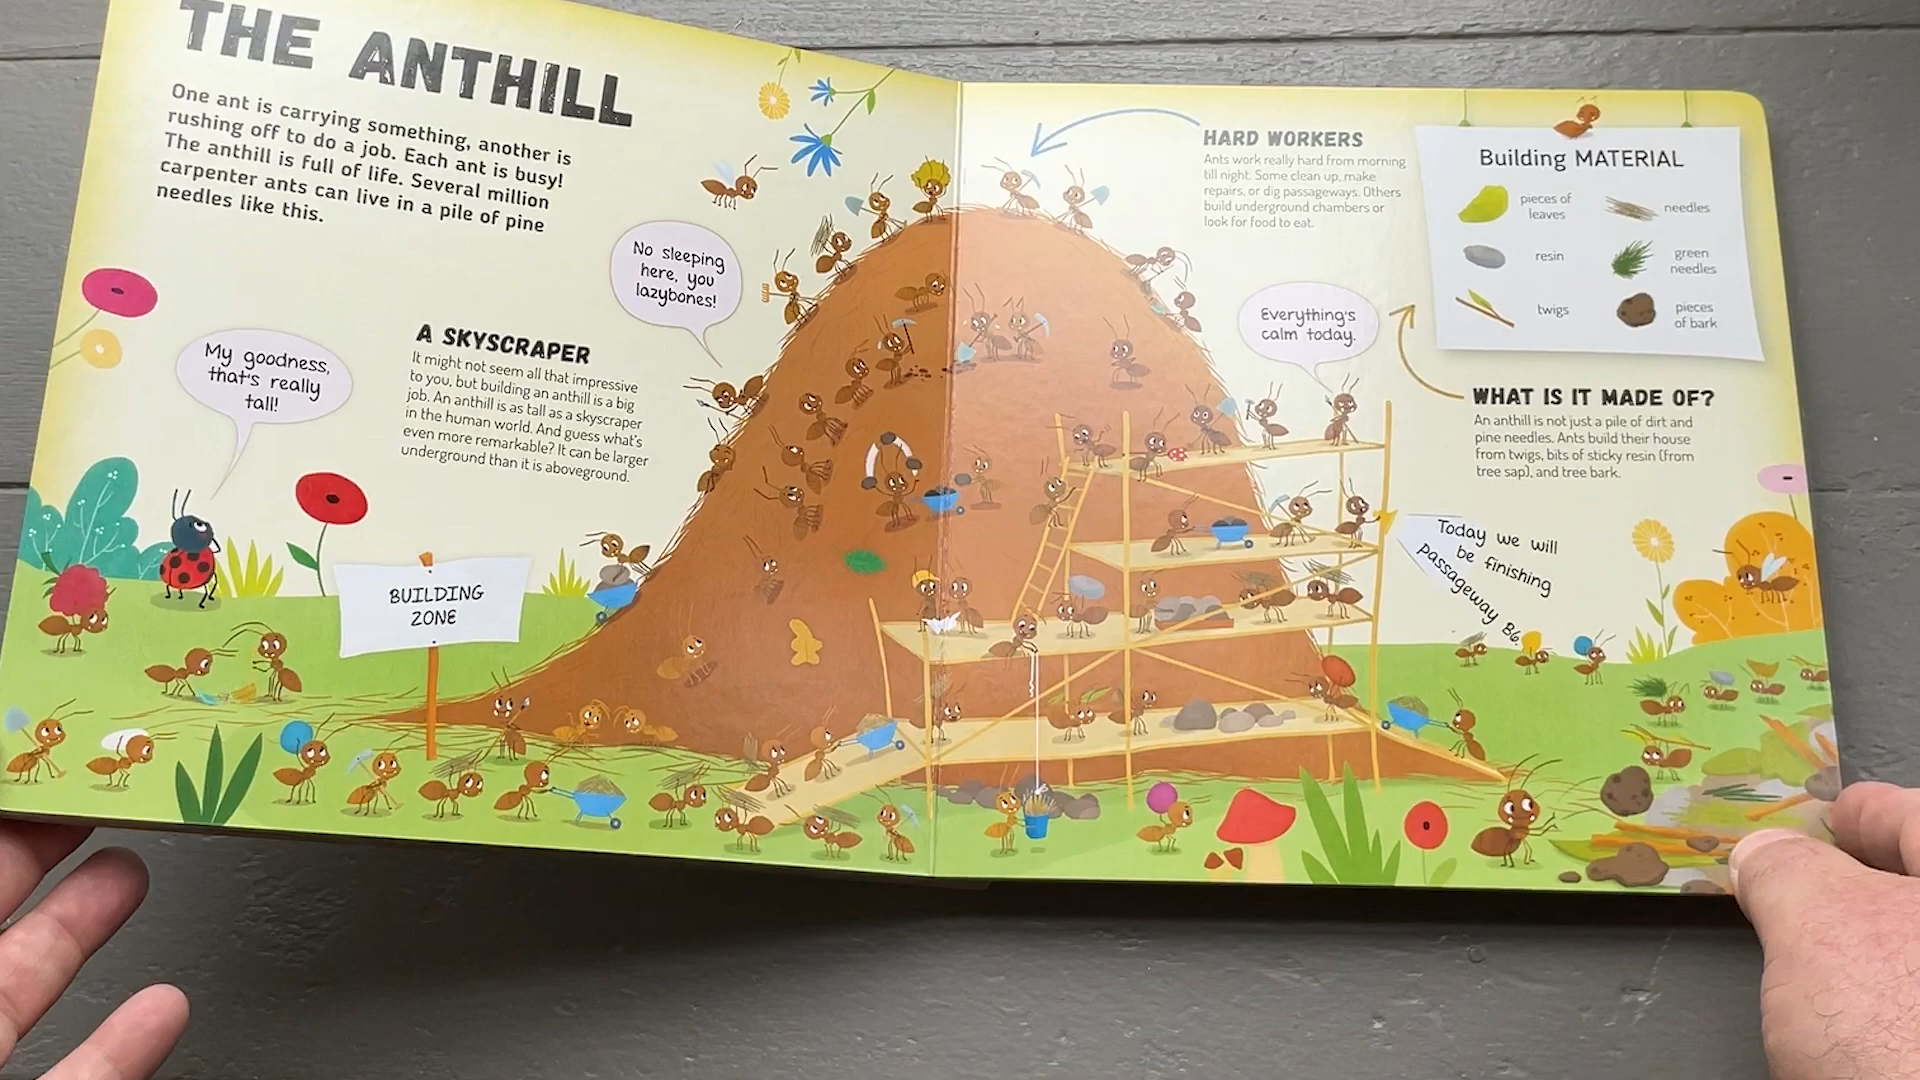 THE ANTHILL
One ant is carrying something, another is
rushing off to do a job. Each ant is busy!
The anthill is full of life. Several million
carpenter ants can live in a pile of pine
needles like this.
No sleeping
here, you
lazybones!
My goodness,
that's really
tall!
A SKYSCRAPER
It might not seem all that impressive
to you, but building an anthill is a big
job. An anthill is as tall as a skyscraper
in the human world. And guess what's
even more remarkable? It can be larger
underground than it is aboveground.
BUILDING
ZONE
HARD WORKERS
Ants work really hard from morning
till night. Some clean up, make
repairs, or dig passageways. Others
build underground chambers or
look for food to eat.
Building MATERIAL
pieces of
leaves
needles
resin
green
needles
twigs
pieces
of bark
Everything's
calm today.
WHAT IS IT MADE OF?
An anthill is not just a pile of dirt and
pine needles. Ants build their house
from twigs, bits of sticky resin (from
tree sap), and tree bark.
Today we will
be finishing
passageway B6.